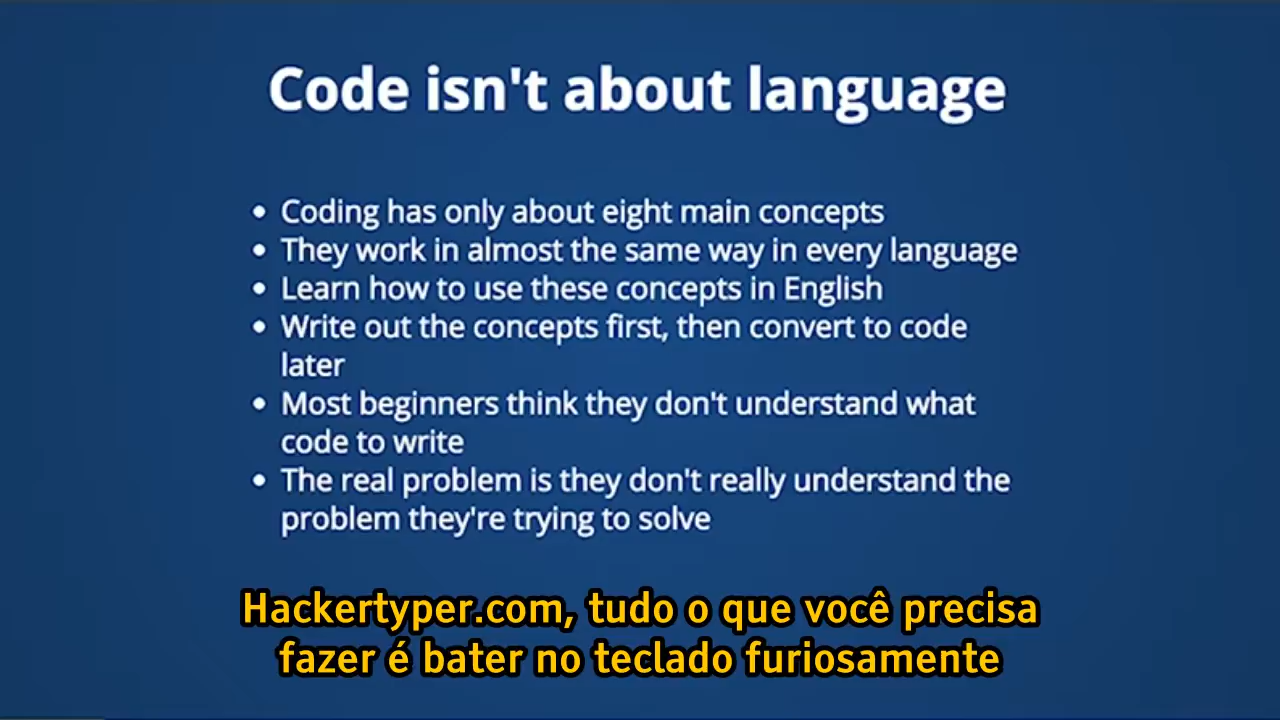 Code isn't about language
• Coding has only about eight main concepts
• They work in almost the same way in every language
• Learn how to use these concepts in English
• Write out the concepts first, then convert to code
later
• Most beginners think they don't understand what
code to write
• The real problem is they don't really understand the
problem they're trying to solve
Hackertyper.com, tudo o que você precisa
fazer é bater no teclado furiosamente